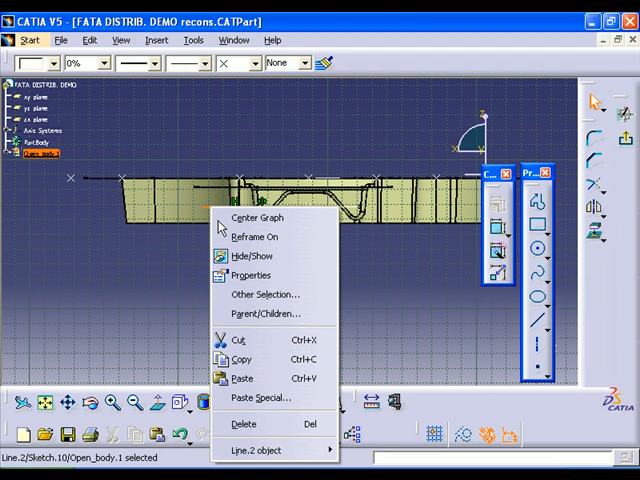 CATIA V5 - [FATA DISTRIB. DEMO recons.CATPart]
Start File Edit View Insert Tools Window Help
0% None
FATA DISTRIB. DEMO
xy plane
yz plane
zx plane
Axis Systems
PartBody
Open_body.1
Z
X Y
H
C... Pr...
Center Graph
Reframe On
Hide/Show
Properties
Other Selection...
Parent/Children...
Cut Ctrl+X
Copy Ctrl+C
Paste Ctrl+V
Paste Special...
Delete Del
Line.2 object
CATIA
Line.2/Sketch.10/Open_body.1 selected